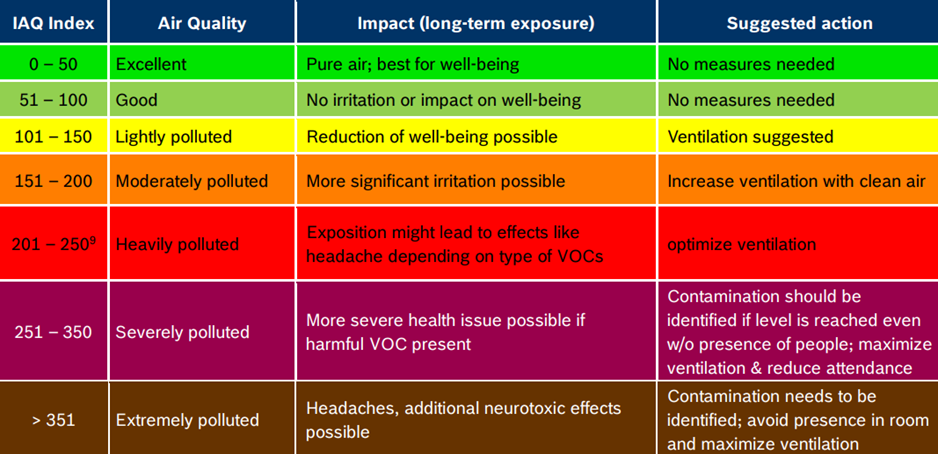 IAQ Index Air Quality Impact (long-term exposure) Suggested action
0 – 50 Excellent Pure air; best for well-being No measures needed
51 – 100 Good No irritation or impact on well-being No measures needed
101 – 150 Lightly polluted Reduction of well-being possible Ventilation suggested
151 – 200 Moderately polluted More significant irritation possible Increase ventilation with clean air
201 – 250⁹ Heavily polluted Exposition might lead to effects like
headache depending on type of VOCs optimize ventilation
251 – 350 Severely polluted More severe health issue possible if
harmful VOC present Contamination should be
identified if level is reached even
w/o presence of people; maximize
ventilation & reduce attendance
> 351 Extremely polluted Headaches, additional neurotoxic effects
possible Contamination needs to be
identified; avoid presence in room
and maximize ventilation